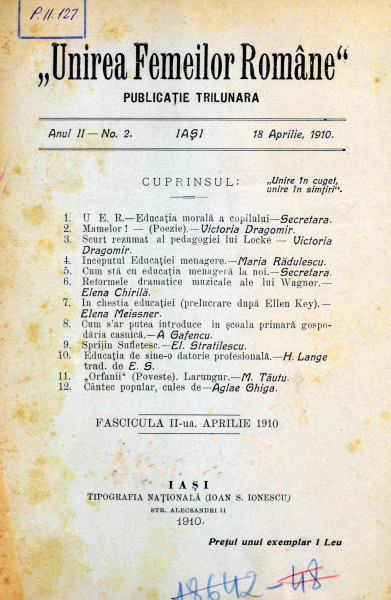 P.II.127
„Unirea Femeilor Române“
PUBLICAȚIE TRILUNARA
Anul II — No. 2. IAȘI 18 Aprilie, 1910.
CUPRINSUL:
„Unire în cuget,
unire în simțiri“.
1. U E. R.—Educația morală a copilului—Secretara.
2. Mamelor! — (Poezie).—Victoria Dragomir.
3. Scurt rezumat al pedagogiei lui Locke — Victoria
Dragomir.
4. Inceputul Educației menagere.—Maria Rădulescu.
5. Cum stă cu educația menageră la noi.—Secretara.
6. Reformele dramatice muzicale ale lui Wagner.—
Elena Chirilă.
7. In chestia educației (prelucrare după Ellen Key).—
Elena Meissner.
8. Cum s'ar putea introduce in școala primară gospo-
dăria casnică.—A Gafencu.
9. Sprijin Sufletesc.—El. Stratilescu.
10. Educația de sine-o datorie profesională.—H. Lange
trad. de E. S.
11. „Orfanii“ (Poveste). Larungur.—M. Tăutu.
12. Cântec popular, cules de—Aglae Ghiga.
FASCICULA II-ua. APRILIE 1910
IAȘI
TIPOGRAFIA NAȚIONALĂ (IOAN S. IONESCU)
STR. ALECSANDRI 11
1910.
Prețul unui exemplar 1 Leu
18642-48